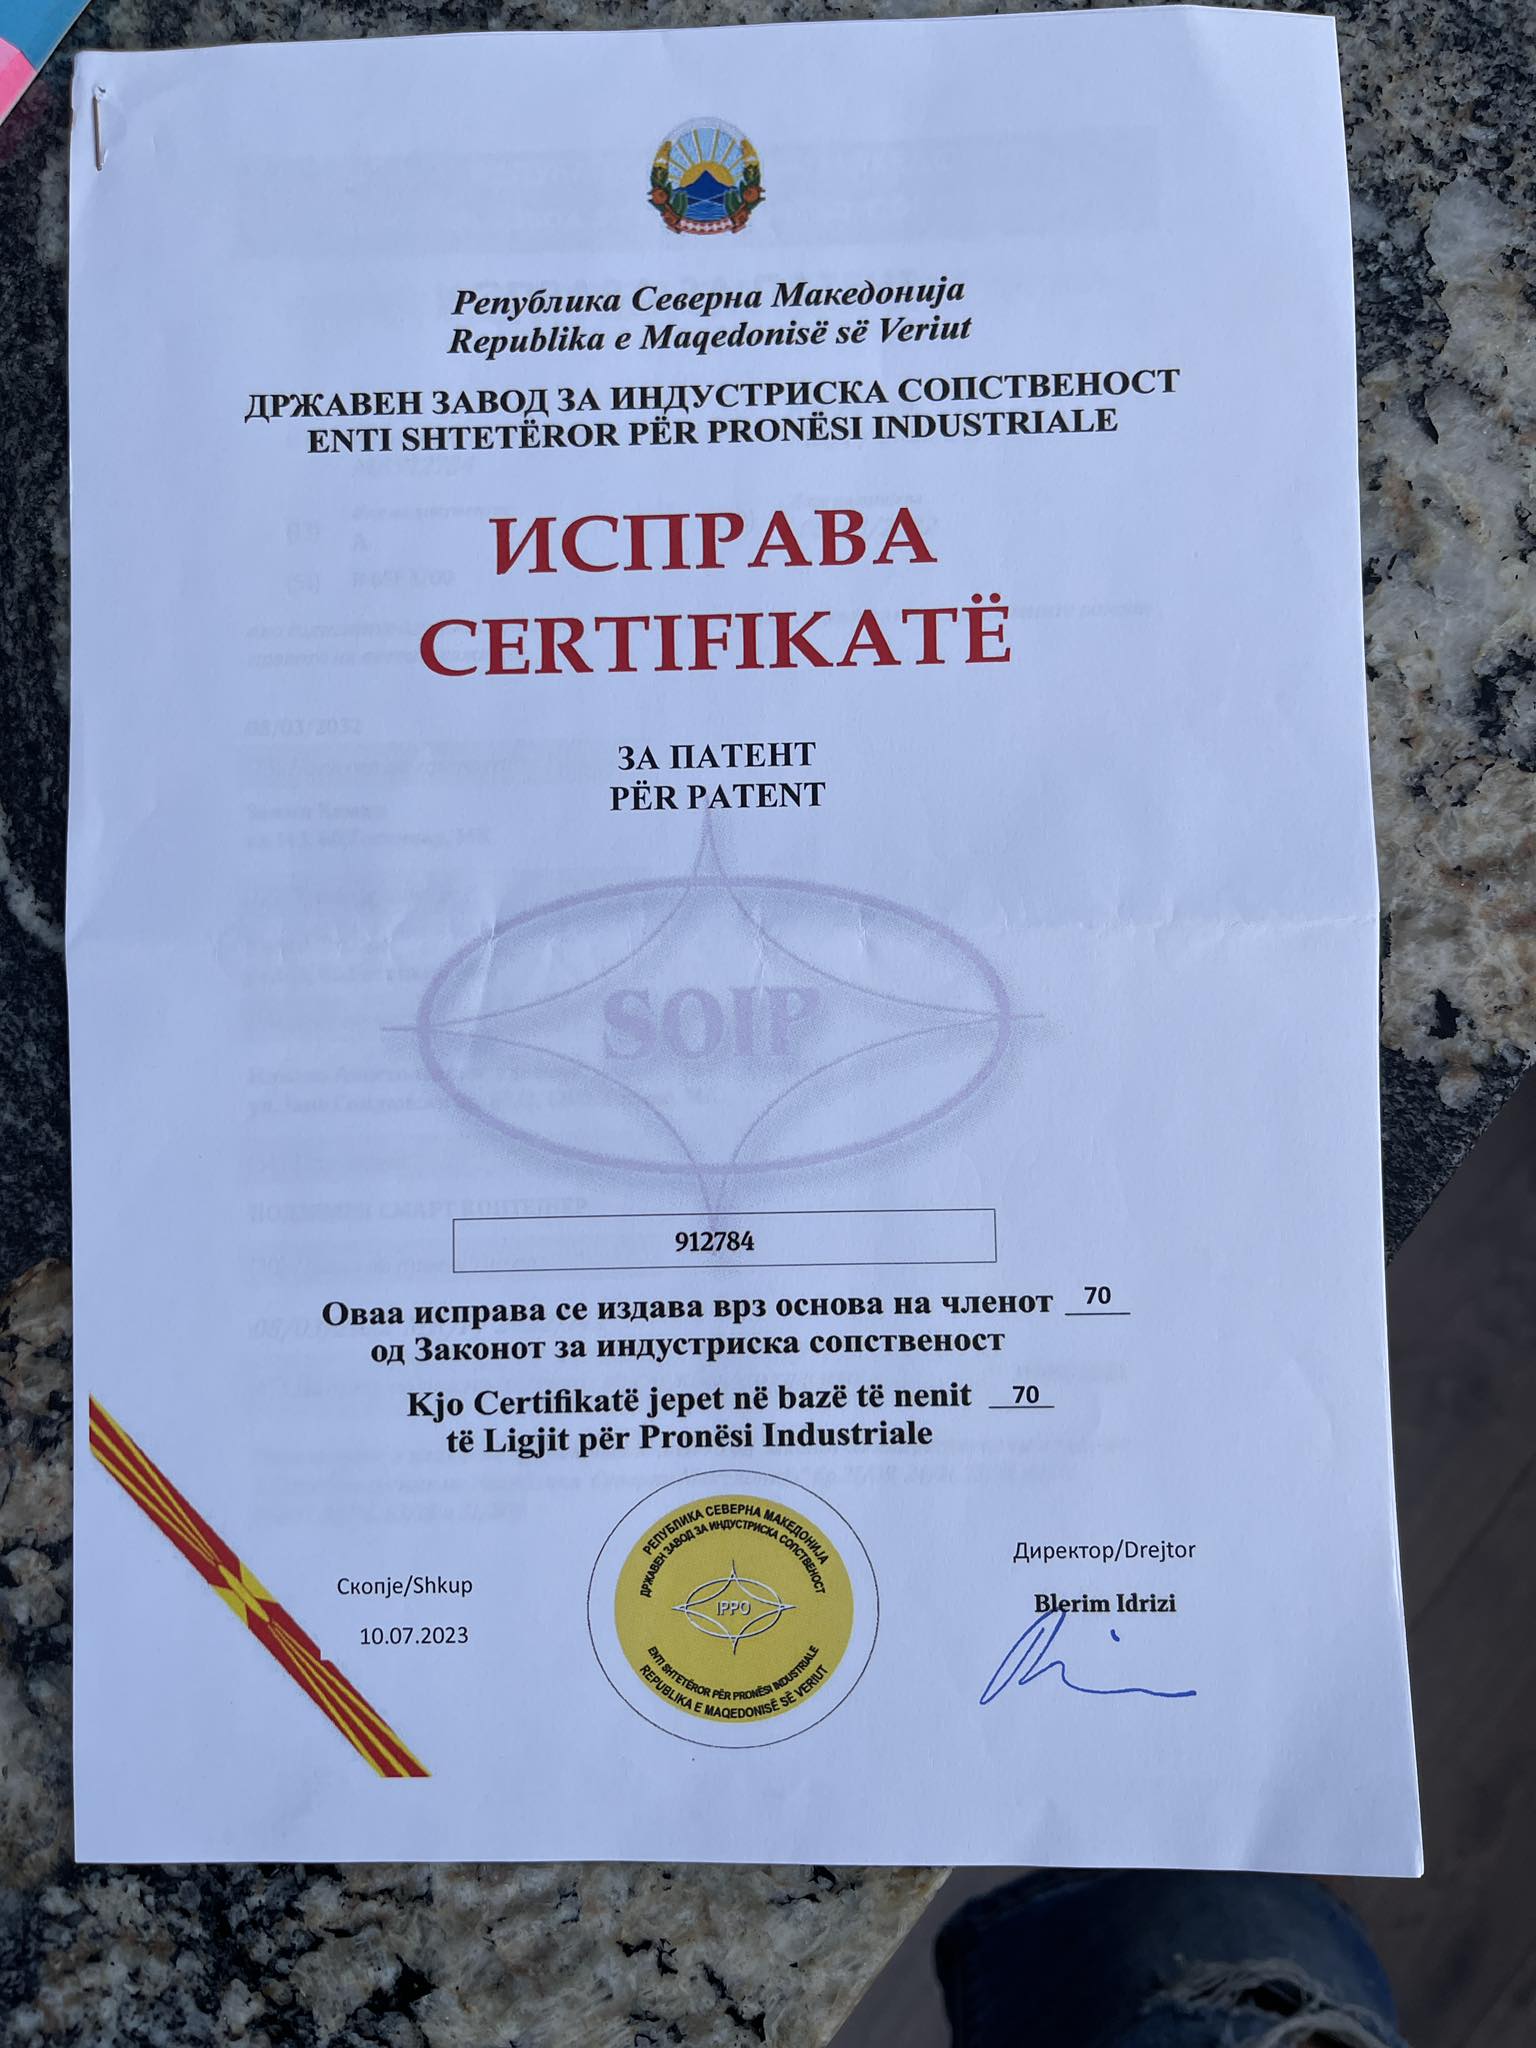 Република Северна Македонија
Republika e Maqedonisë së Veriut
ДРЖАВЕН ЗАВОД ЗА ИНДУСТРИСКА СОПСТВЕНОСТ
ENTI SHTETËROR PËR PRONËSI INDUSTRIALE
ИСПРАВА
CERTIFIKATË
ЗА ПАТЕНТ
PËR PATENT
SOIP
912784
Оваа исправа се издава врз основа на членот 70
од Законот за индустриска сопственост
Kjo Certifikatë jepet në bazë të nenit 70
të Ligjit për Pronësi Industriale
РЕПУБЛИКА СЕВЕРНА МАКЕДОНИЈА
ДРЖАВЕН ЗАВОД ЗА ИНДУСТРИСКА СОПСТВЕНОСТ
IPPO
ENTI SHTETËROR PËR PRONËSI INDUSTRIALE
REPUBLIKA E MAQEDONISË SË VERIUT
Скопје/Shkup
10.07.2023
Директор/Drejtor
Blerim Idrizi